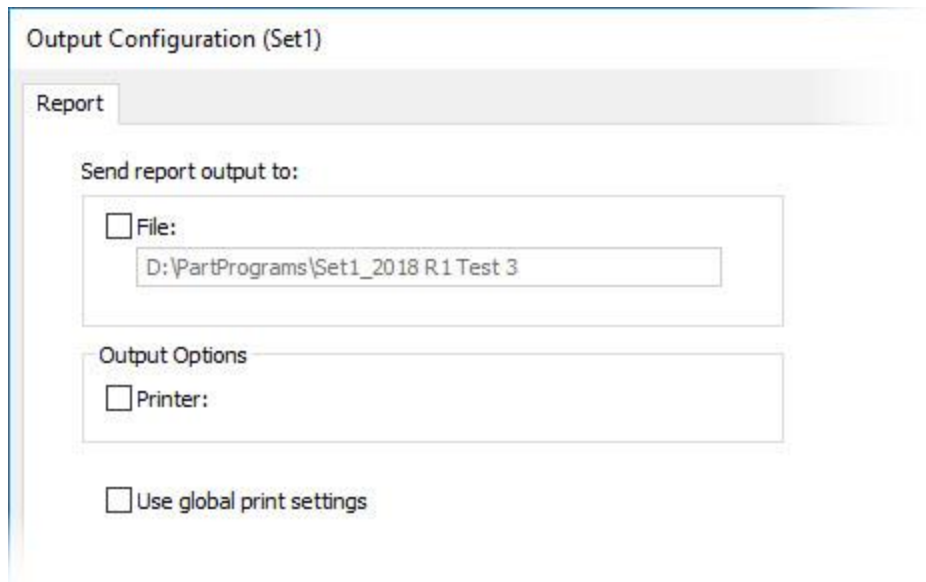 Output Configuration (Set1)
Report
Send report output to:
File:
D:\PartPrograms\Set1_2018 R1 Test 3
Output Options
Printer:
Use global print settings